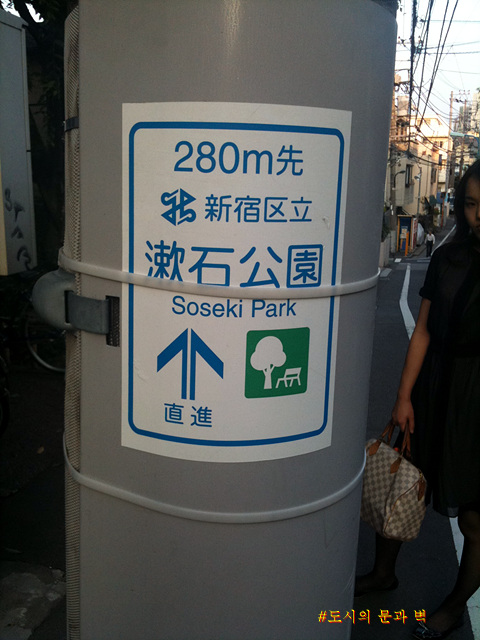 280m先
新宿区立
漱石公園
Soseki Park
直進
#도시의 문과 벽